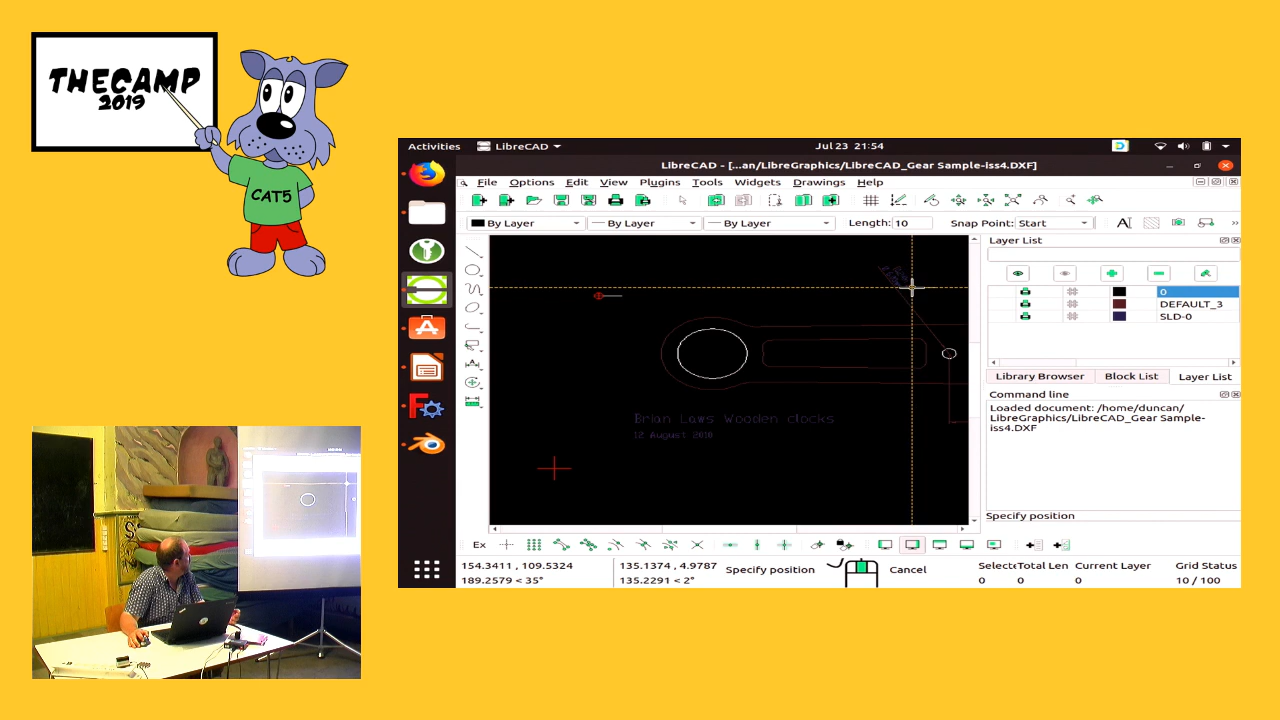 THECAMP
2019
CAT5
Activities LibreCAD Jul 23 21:54
LibreCAD - [...an/LibreGraphics/LibreCAD_Gear Sample-iss4.DXF]
File Options Edit View Plugins Tools Widgets Drawings Help
By Layer By Layer By Layer Length: 10 Snap Point: Start
Layer List
0
DEFAULT_3
SLD-0
Library Browser Block List Layer List
Command line
Loaded document: /home/duncan/
LibreGraphics/LibreCAD_Gear Sample-
iss4.DXF
Brian Laws Wooden clocks
12 August 2010
Specify position
Ex
154.3411 , 109.5324 135.1374 , 4.9787 Specify position Cancel Total Len Current Layer Grid Status
189.2579 < 35° 135.2291 < 2° 0 0 0 10 / 100